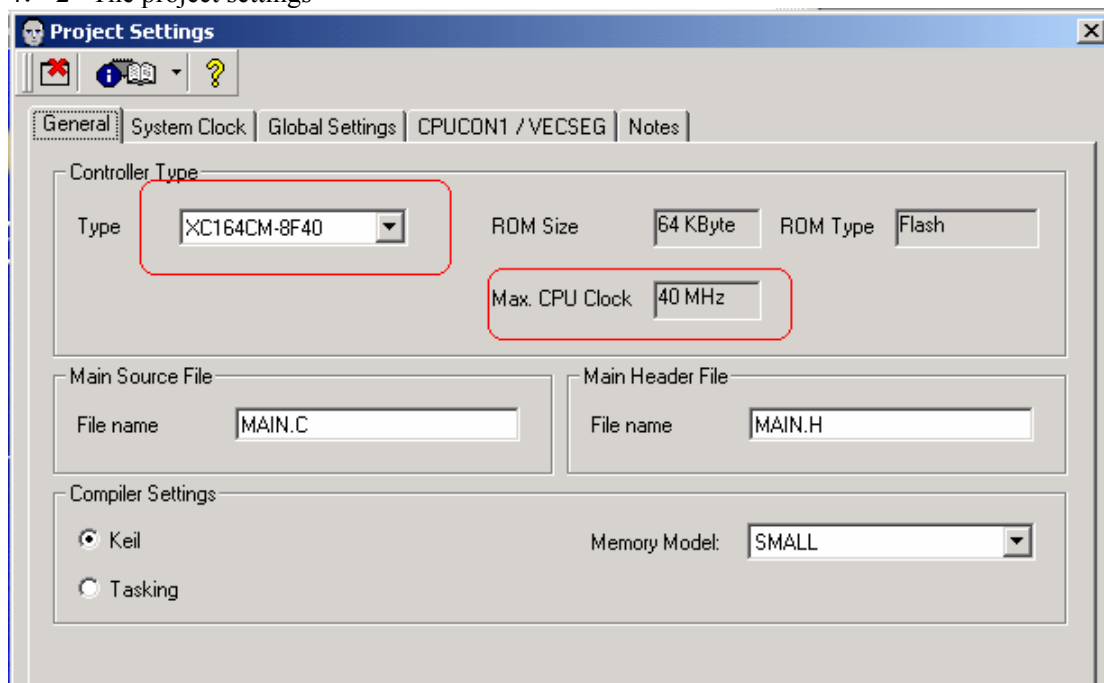 Project Settings
General System Clock Global Settings CPUCON1 / VECSEG Notes
Controller Type
Type XC164CM-8F40 ROM Size 64 KByte ROM Type Flash
Max. CPU Clock 40 MHz
Main Source File Main Header File
File name MAIN.C File name MAIN.H
Compiler Settings
Keil Memory Model: SMALL
Tasking